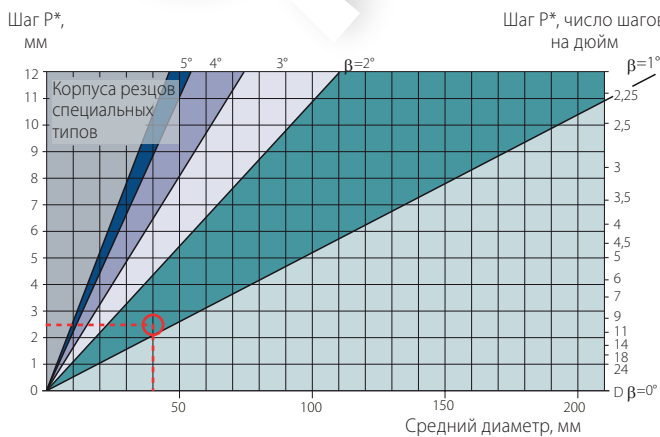 Шаг P*,
мм
Шаг P*, число шагов
на дюйм
5° 4° 3° β=2° β=1°
Корпуса резцов
специальных
типов
12
11
10
9
8
7
6
5
4
3
2
1
0
2,25
2,5
3
3,5
4
4,5
5
6
7
9
11
14
18
24
D β=0°
50 100 150 200
Средний диаметр, мм